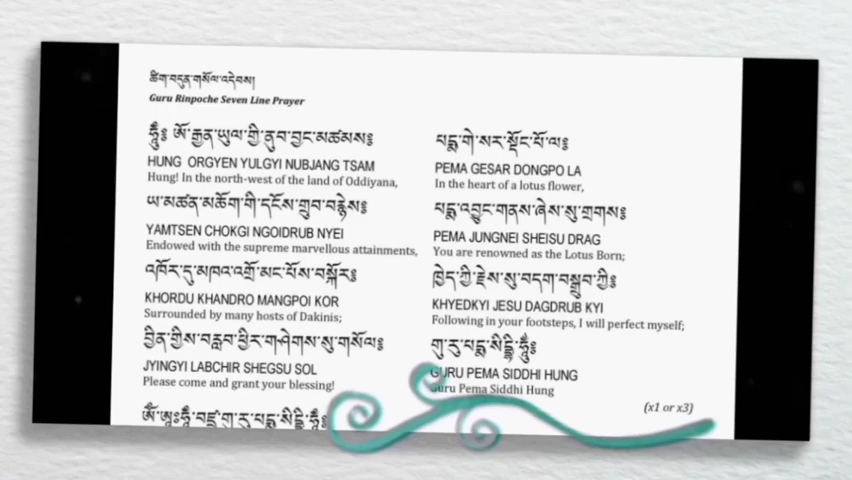 ཚིག་བདུན་གསོལ་འདེབས།
Guru Rinpoche Seven Line Prayer
ཧཱུྃ༔ ཨོ་རྒྱན་ཡུལ་གྱི་ནུབ་བྱང་མཚམས༔
HUNG ORGYEN YULGYI NUBJANG TSAM
Hung! In the north-west of the land of Oddiyana,
པདྨ་གེ་སར་སྡོང་པོ་ལ༔
PEMA GESAR DONGPO LA
In the heart of a lotus flower,
ཡ་མཚན་མཆོག་གི་དངོས་གྲུབ་བརྙེས༔
YAMTSEN CHOKGI NGOIDRUB NYEI
Endowed with the supreme marvellous attainments,
པདྨ་འབྱུང་གནས་ཞེས་སུ་གྲགས༔
PEMA JUNGNEI SHEISU DRAG
You are renowned as the Lotus Born;
འཁོར་དུ་མཁའ་འགྲོ་མང་པོས་བསྐོར༔
KHORDU KHANDRO MANGPOI KOR
Surrounded by many hosts of Dakinis;
ཁྱེད་ཀྱི་རྗེས་སུ་བདག་བསྒྲུབ་ཀྱི༔
KHYEDKYI JESU DAGDRUB KYI
Following in your footsteps, I will perfect myself;
བྱིན་གྱིས་བརླབ་ཕྱིར་གཤེགས་སུ་གསོལ༔
JYINGYI LABCHIR SHEGSU SOL
Please come and grant your blessing!
གུ་རུ་པདྨ་སིདྡྷི་ཧཱུྃ༔
GURU PEMA SIDDHI HUNG
Guru Pema Siddhi Hung
(x1 or x3)
ཨོཾ་ཨཱཿཧཱུྃ་བཛྲ་གུ་རུ་པདྨ་སིདྡྷི་ཧཱུྃ༔